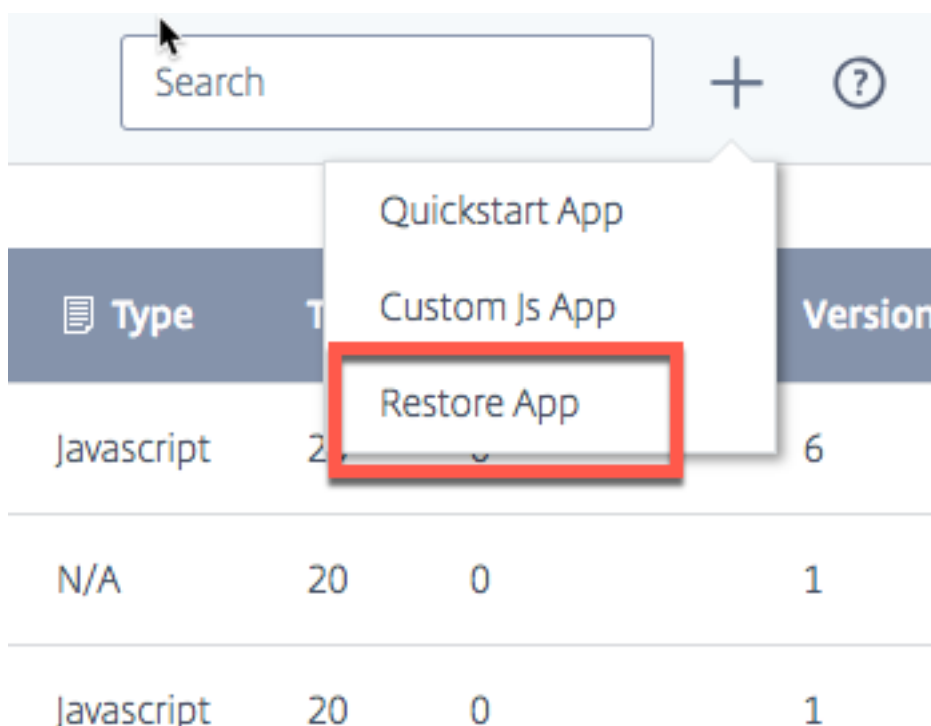 Search
?
Quickstart App
Custom Js App
Restore App
Type T Version
Javascript 6
N/A 20 0 1
Javascript 20 0 1